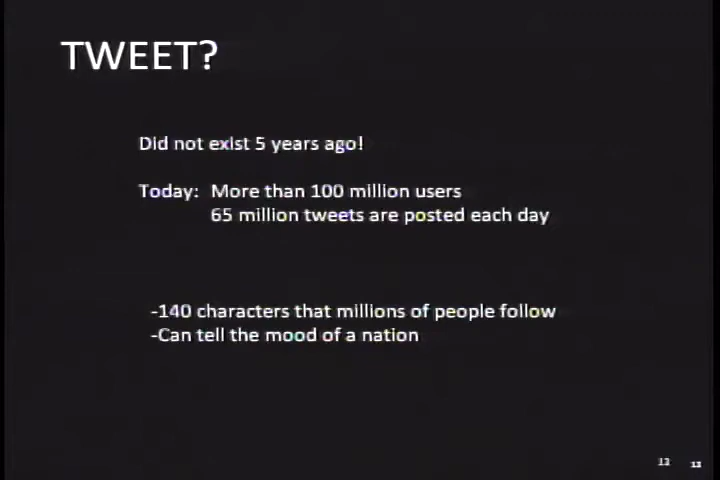 TWEET?
Did not exist 5 years ago!
Today: More than 100 million users
65 million tweets are posted each day
-140 characters that millions of people follow
-Can tell the mood of a nation